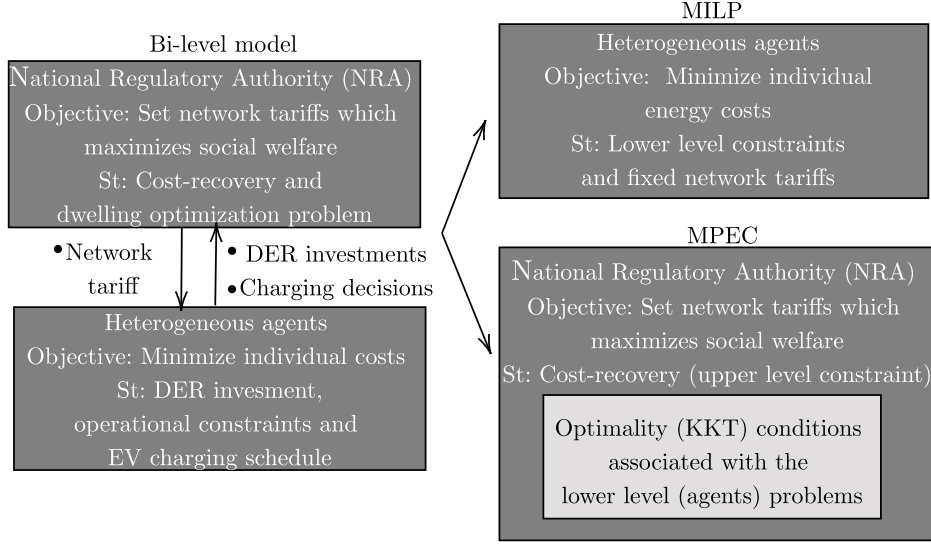 Bi-level model
National Regulatory Authority (NRA)
Objective: Set network tariffs which
maximizes social welfare
St: Cost-recovery and
dwelling optimization problem
•Network
tariff
• DER investments
•Charging decisions
Heterogeneous agents
Objective: Minimize individual costs
St: DER invesment,
operational constraints and
EV charging schedule
MILP
Heterogeneous agents
Objective: Minimize individual
energy costs
St: Lower level constraints
and fixed network tariffs
MPEC
National Regulatory Authority (NRA)
Objective: Set network tariffs which
maximizes social welfare
St: Cost-recovery (upper level constraint)
Optimality (KKT) conditions
associated with the
lower level (agents) problems